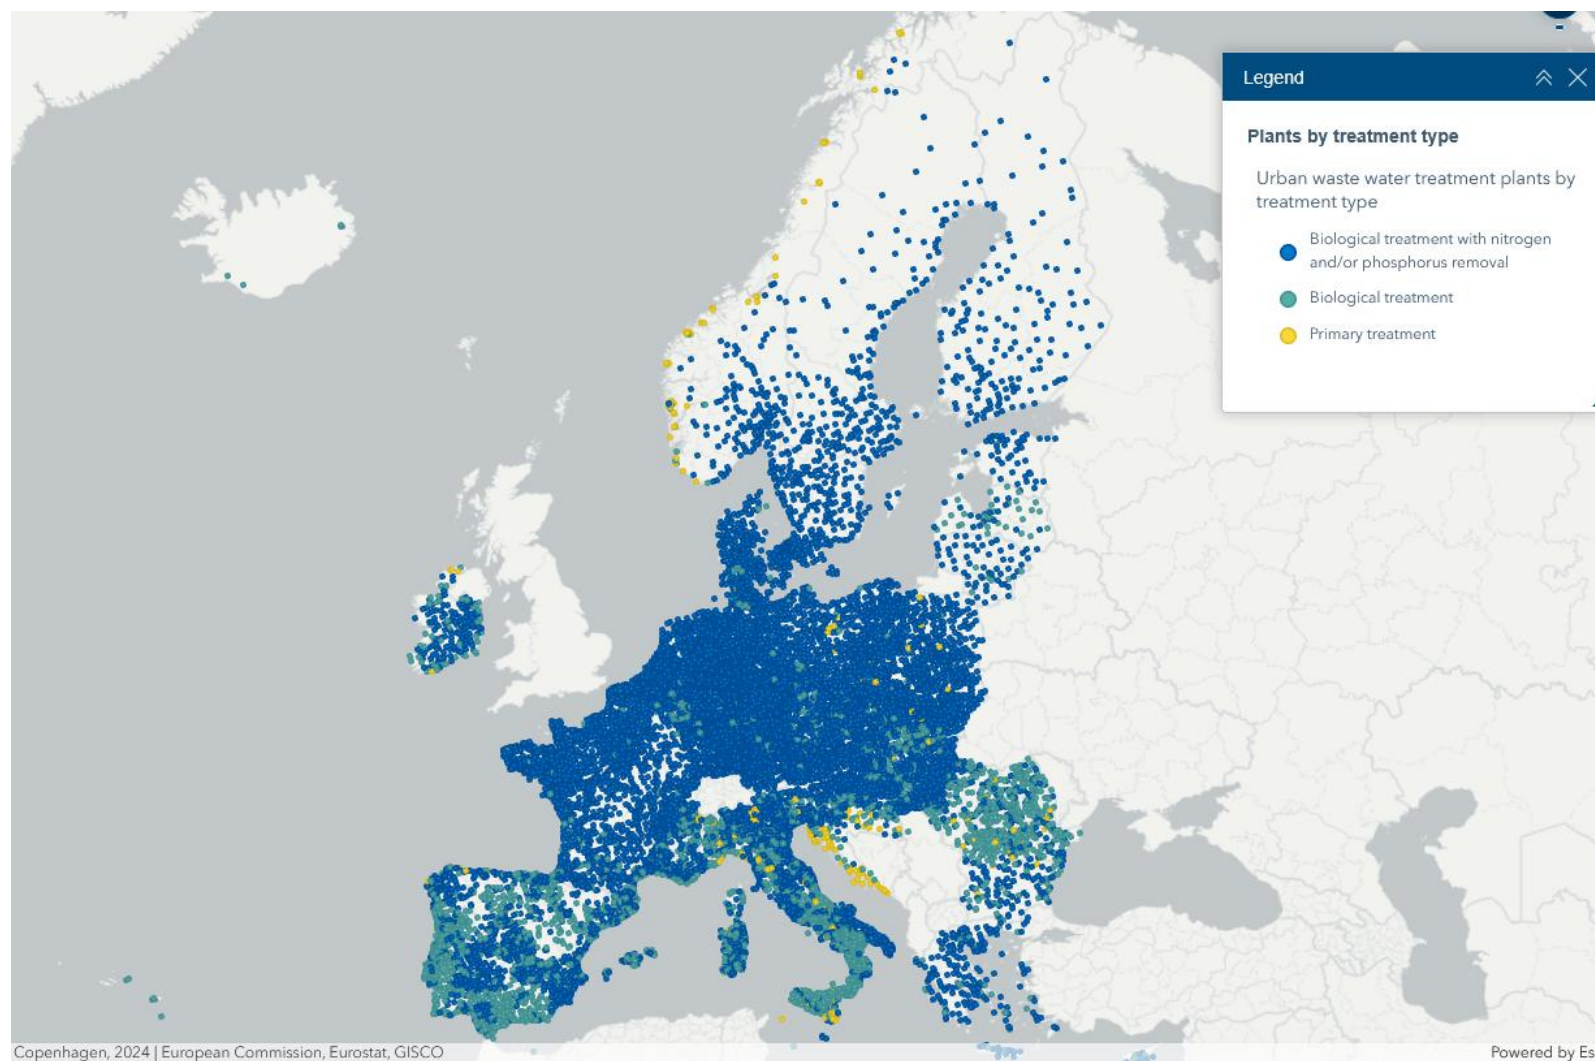 Legend
Plants by treatment type
Urban waste water treatment plants by
treatment type
Biological treatment with nitrogen
and/or phosphorus removal
Biological treatment
Primary treatment
Copenhagen, 2024 | European Commission, Eurostat, GISCO
Powered by Es